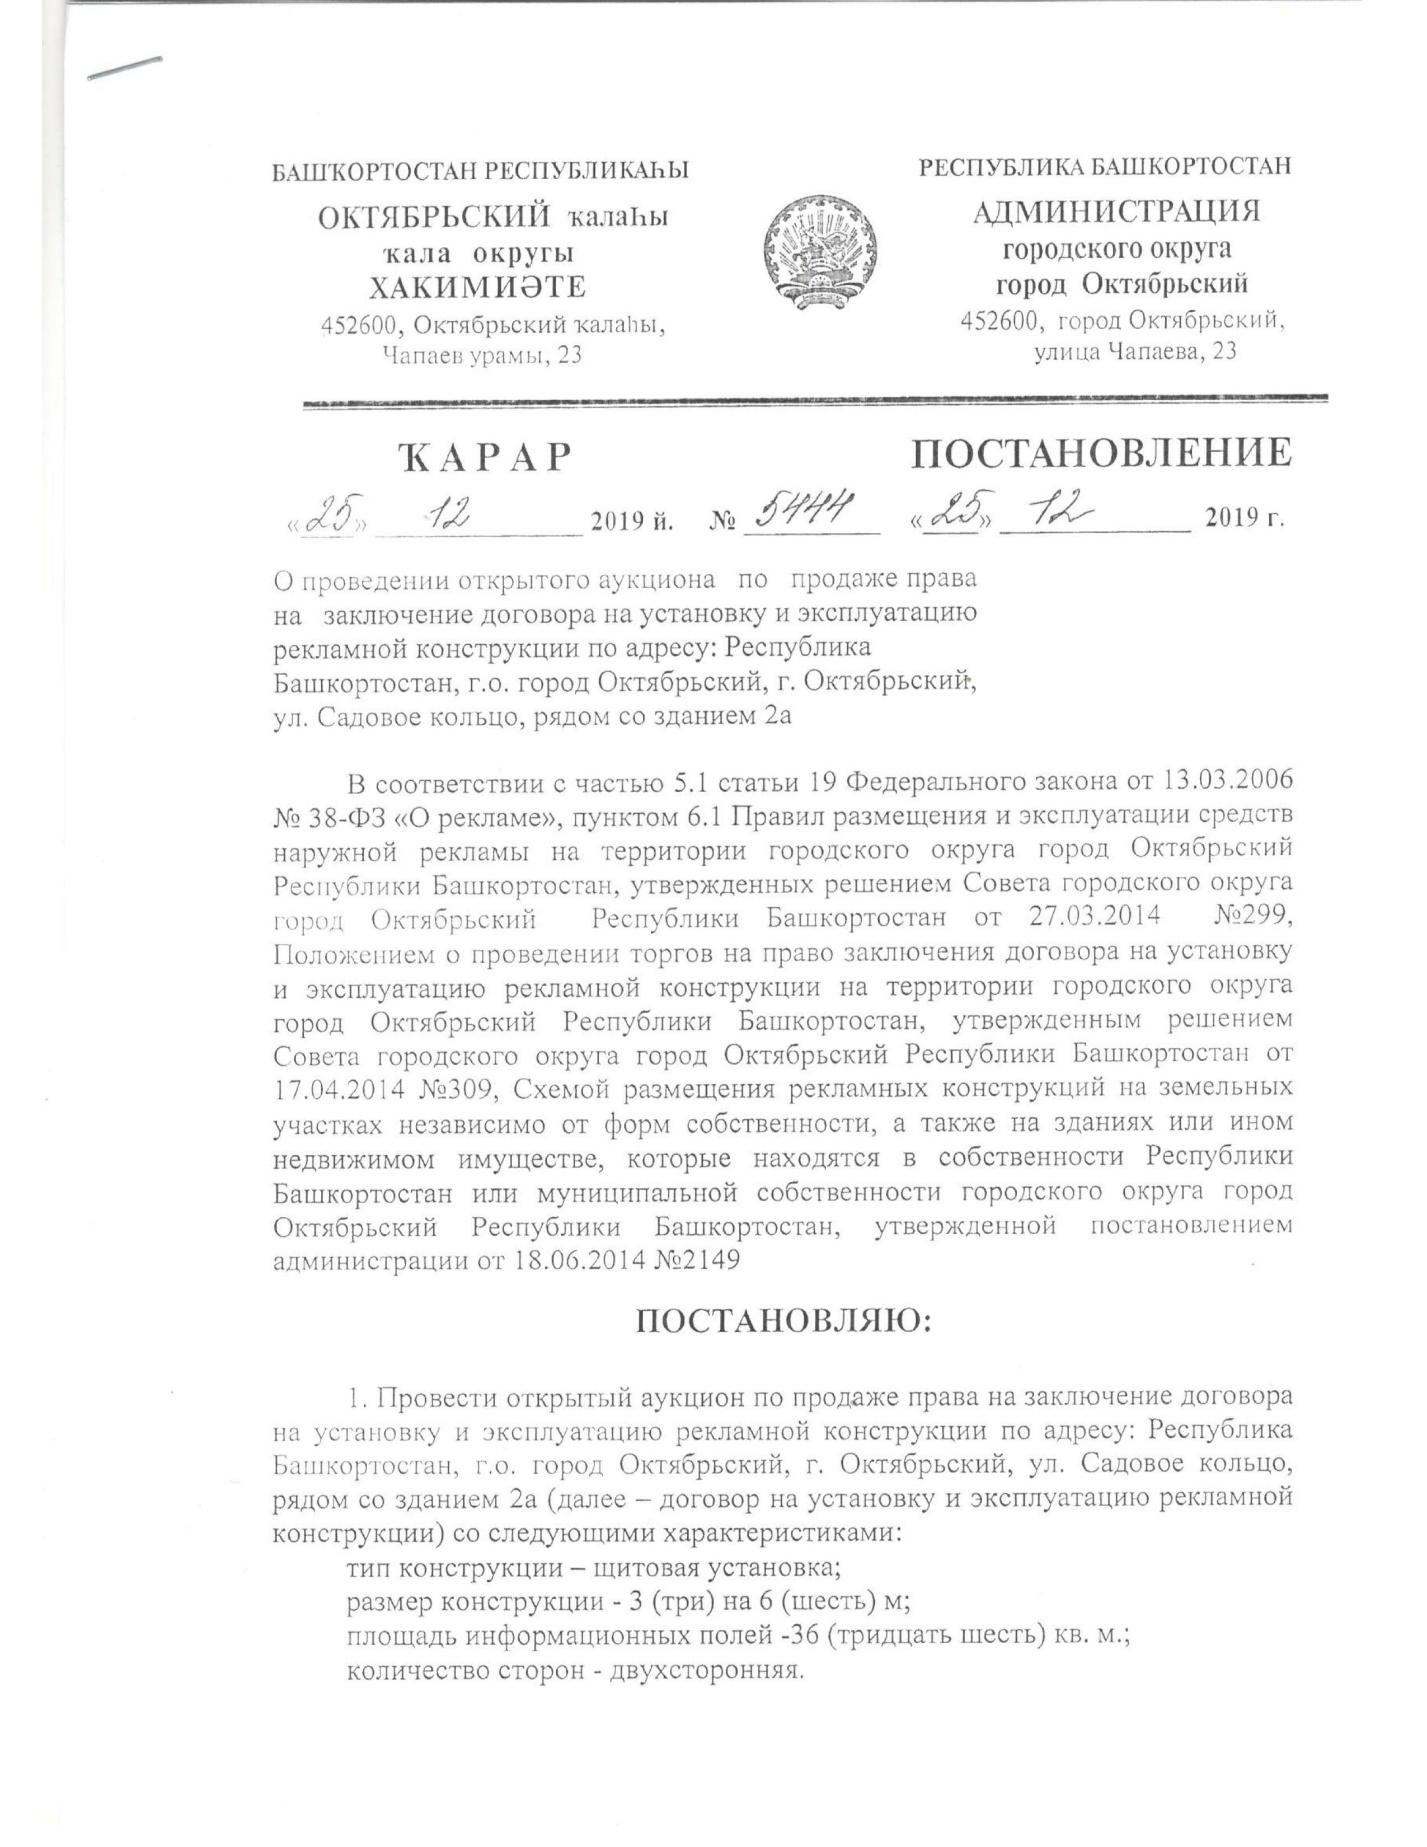 БАШҠОРТОСТАН РЕСПУБЛИКАҺЫ
ОКТЯБРЬСКИЙ ҡалаһы
ҡала округы
ХАКИМИӘТЕ
452600, Октябрьский ҡалаһы,
Чапаев урамы, 23
РЕСПУБЛИКА БАШКОРТОСТАН
АДМИНИСТРАЦИЯ
городского округа
город Октябрьский
452600, город Октябрьский,
улица Чапаева, 23
ҠАРАР
ПОСТАНОВЛЕНИЕ
«25» 12 2019 й. № 5444 «25» 12 2019 г.
О проведении открытого аукциона по продаже права
на заключение договора на установку и эксплуатацию
рекламной конструкции по адресу: Республика
Башкортостан, г.о. город Октябрьский, г. Октябрьский,
ул. Садовое кольцо, рядом со зданием 2а
В соответствии с частью 5.1 статьи 19 Федерального закона от 13.03.2006
№ 38-ФЗ «О рекламе», пунктом 6.1 Правил размещения и эксплуатации средств
наружной рекламы на территории городского округа город Октябрьский
Республики Башкортостан, утвержденных решением Совета городского округа
город Октябрьский Республики Башкортостан от 27.03.2014 №299,
Положением о проведении торгов на право заключения договора на установку
и эксплуатацию рекламной конструкции на территории городского округа
город Октябрьский Республики Башкортостан, утвержденным решением
Совета городского округа город Октябрьский Республики Башкортостан от
17.04.2014 №309, Схемой размещения рекламных конструкций на земельных
участках независимо от форм собственности, а также на зданиях или ином
недвижимом имуществе, которые находятся в собственности Республики
Башкортостан или муниципальной собственности городского округа город
Октябрьский Республики Башкортостан, утвержденной постановлением
администрации от 18.06.2014 №2149
ПОСТАНОВЛЯЮ:
1. Провести открытый аукцион по продаже права на заключение договора
на установку и эксплуатацию рекламной конструкции по адресу: Республика
Башкортостан, г.о. город Октябрьский, г. Октябрьский, ул. Садовое кольцо,
рядом со зданием 2а (далее – договор на установку и эксплуатацию рекламной
конструкции) со следующими характеристиками:
тип конструкции – щитовая установка;
размер конструкции - 3 (три) на 6 (шесть) м;
площадь информационных полей -36 (тридцать шесть) кв. м.;
количество сторон - двухсторонняя.